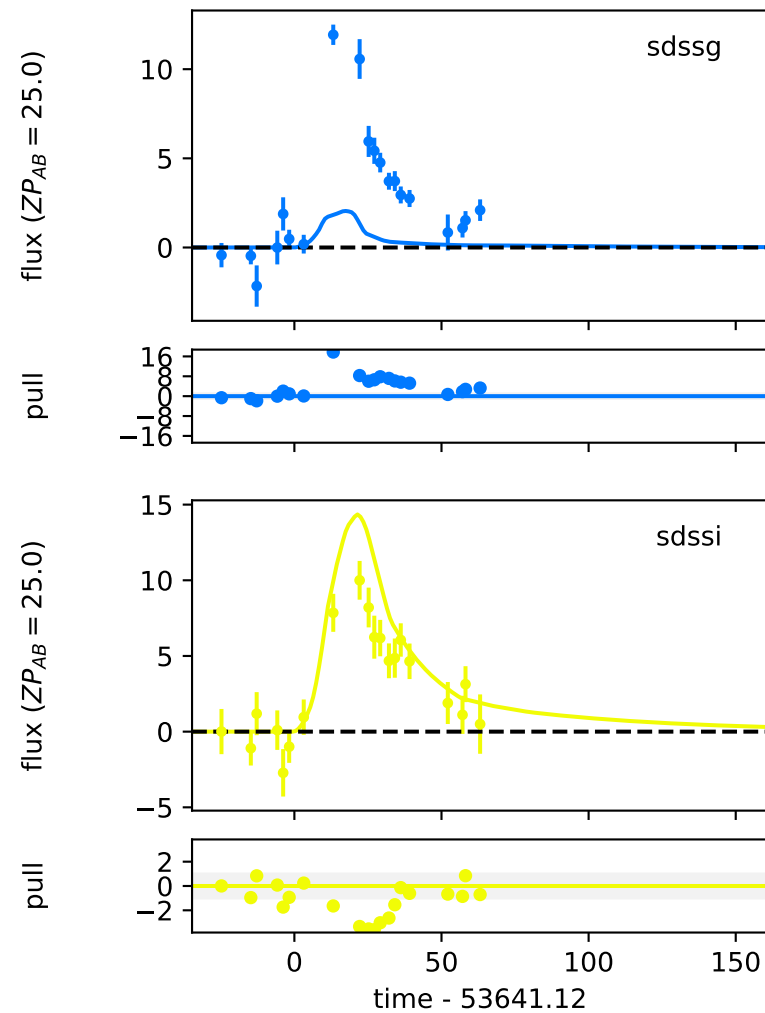 sdssg
flux (ZP_AB = 25.0)
10
5
0
pull
16
8
0
−8
−16
sdssi
flux (ZP_AB = 25.0)
15
10
5
0
−5
pull
2
0
−2
0 50 100 150
time - 53641.12